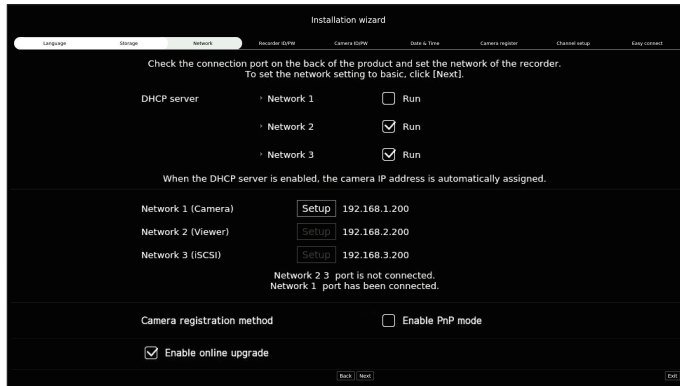 Installation wizard
Language Storage Network Recorder ID/PW Camera ID/PW Date & Time Camera register Channel setup Easy connect
Check the connection port on the back of the product and set the network of the recorder.
To set the network setting to basic, click [Next].
DHCP server Network 1 Run
Network 2 Run
Network 3 Run
When the DHCP server is enabled, the camera IP address is automatically assigned.
Network 1 (Camera) Setup 192.168.1.200
Network 2 (Viewer) Setup 192.168.2.200
Network 3 (iSCSI) Setup 192.168.3.200
Network 2 3 port is not connected.
Network 1 port has been connected.
Camera registration method Enable PnP mode
Enable online upgrade
Back Next Exit